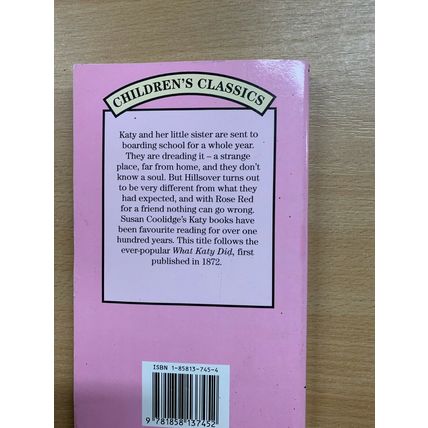 CHILDREN'S CLASSICS
Katy and her little sister are sent to
boarding school for a whole year.
They are dreading it – a strange
place, far from home, and they don't
know a soul. But Hillsover turns out
to be very different from what they
had expected, and with Rose Red
for a friend nothing can go wrong.
Susan Coolidge's Katy books have
been favourite reading for over one
hundred years. This title follows the
ever-popular What Katy Did, first
published in 1872.
ISBN 1-85813-745-4
9 781858 137452